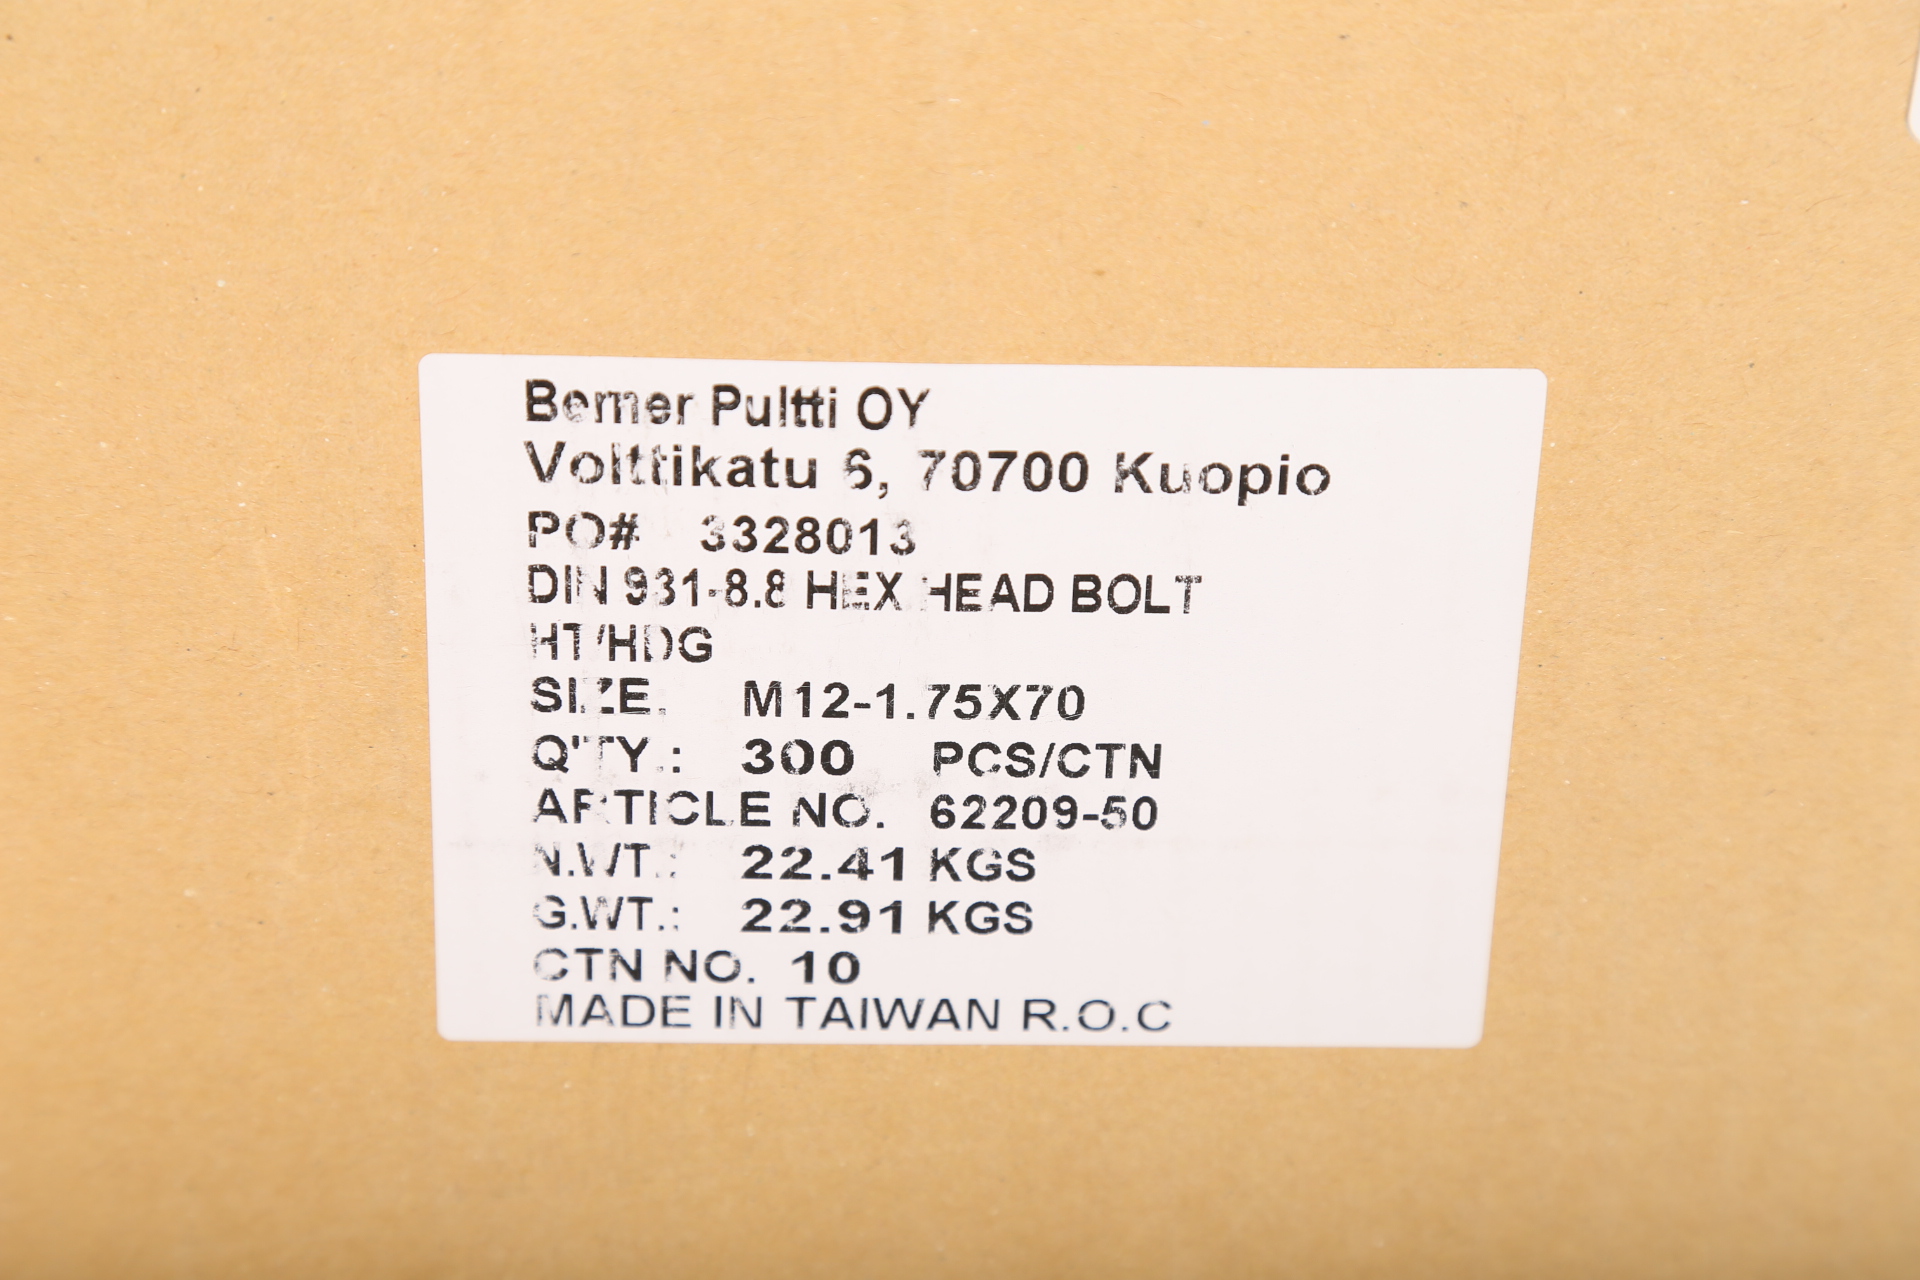 Berner Pultti OY
Volttikatu 6, 70700 Kuopio
PO# 3328013
DIN 931-8.8 HEX HEAD BOLT
HT/HDG
SIZE: M12-1.75X70
Q'TY.: 300 PCS/CTN
ARTICLE NO. 62209-50
N.WT.: 22.41 KGS
G.WT.: 22.91 KGS
CTN NO. 10
MADE IN TAIWAN R.O.C